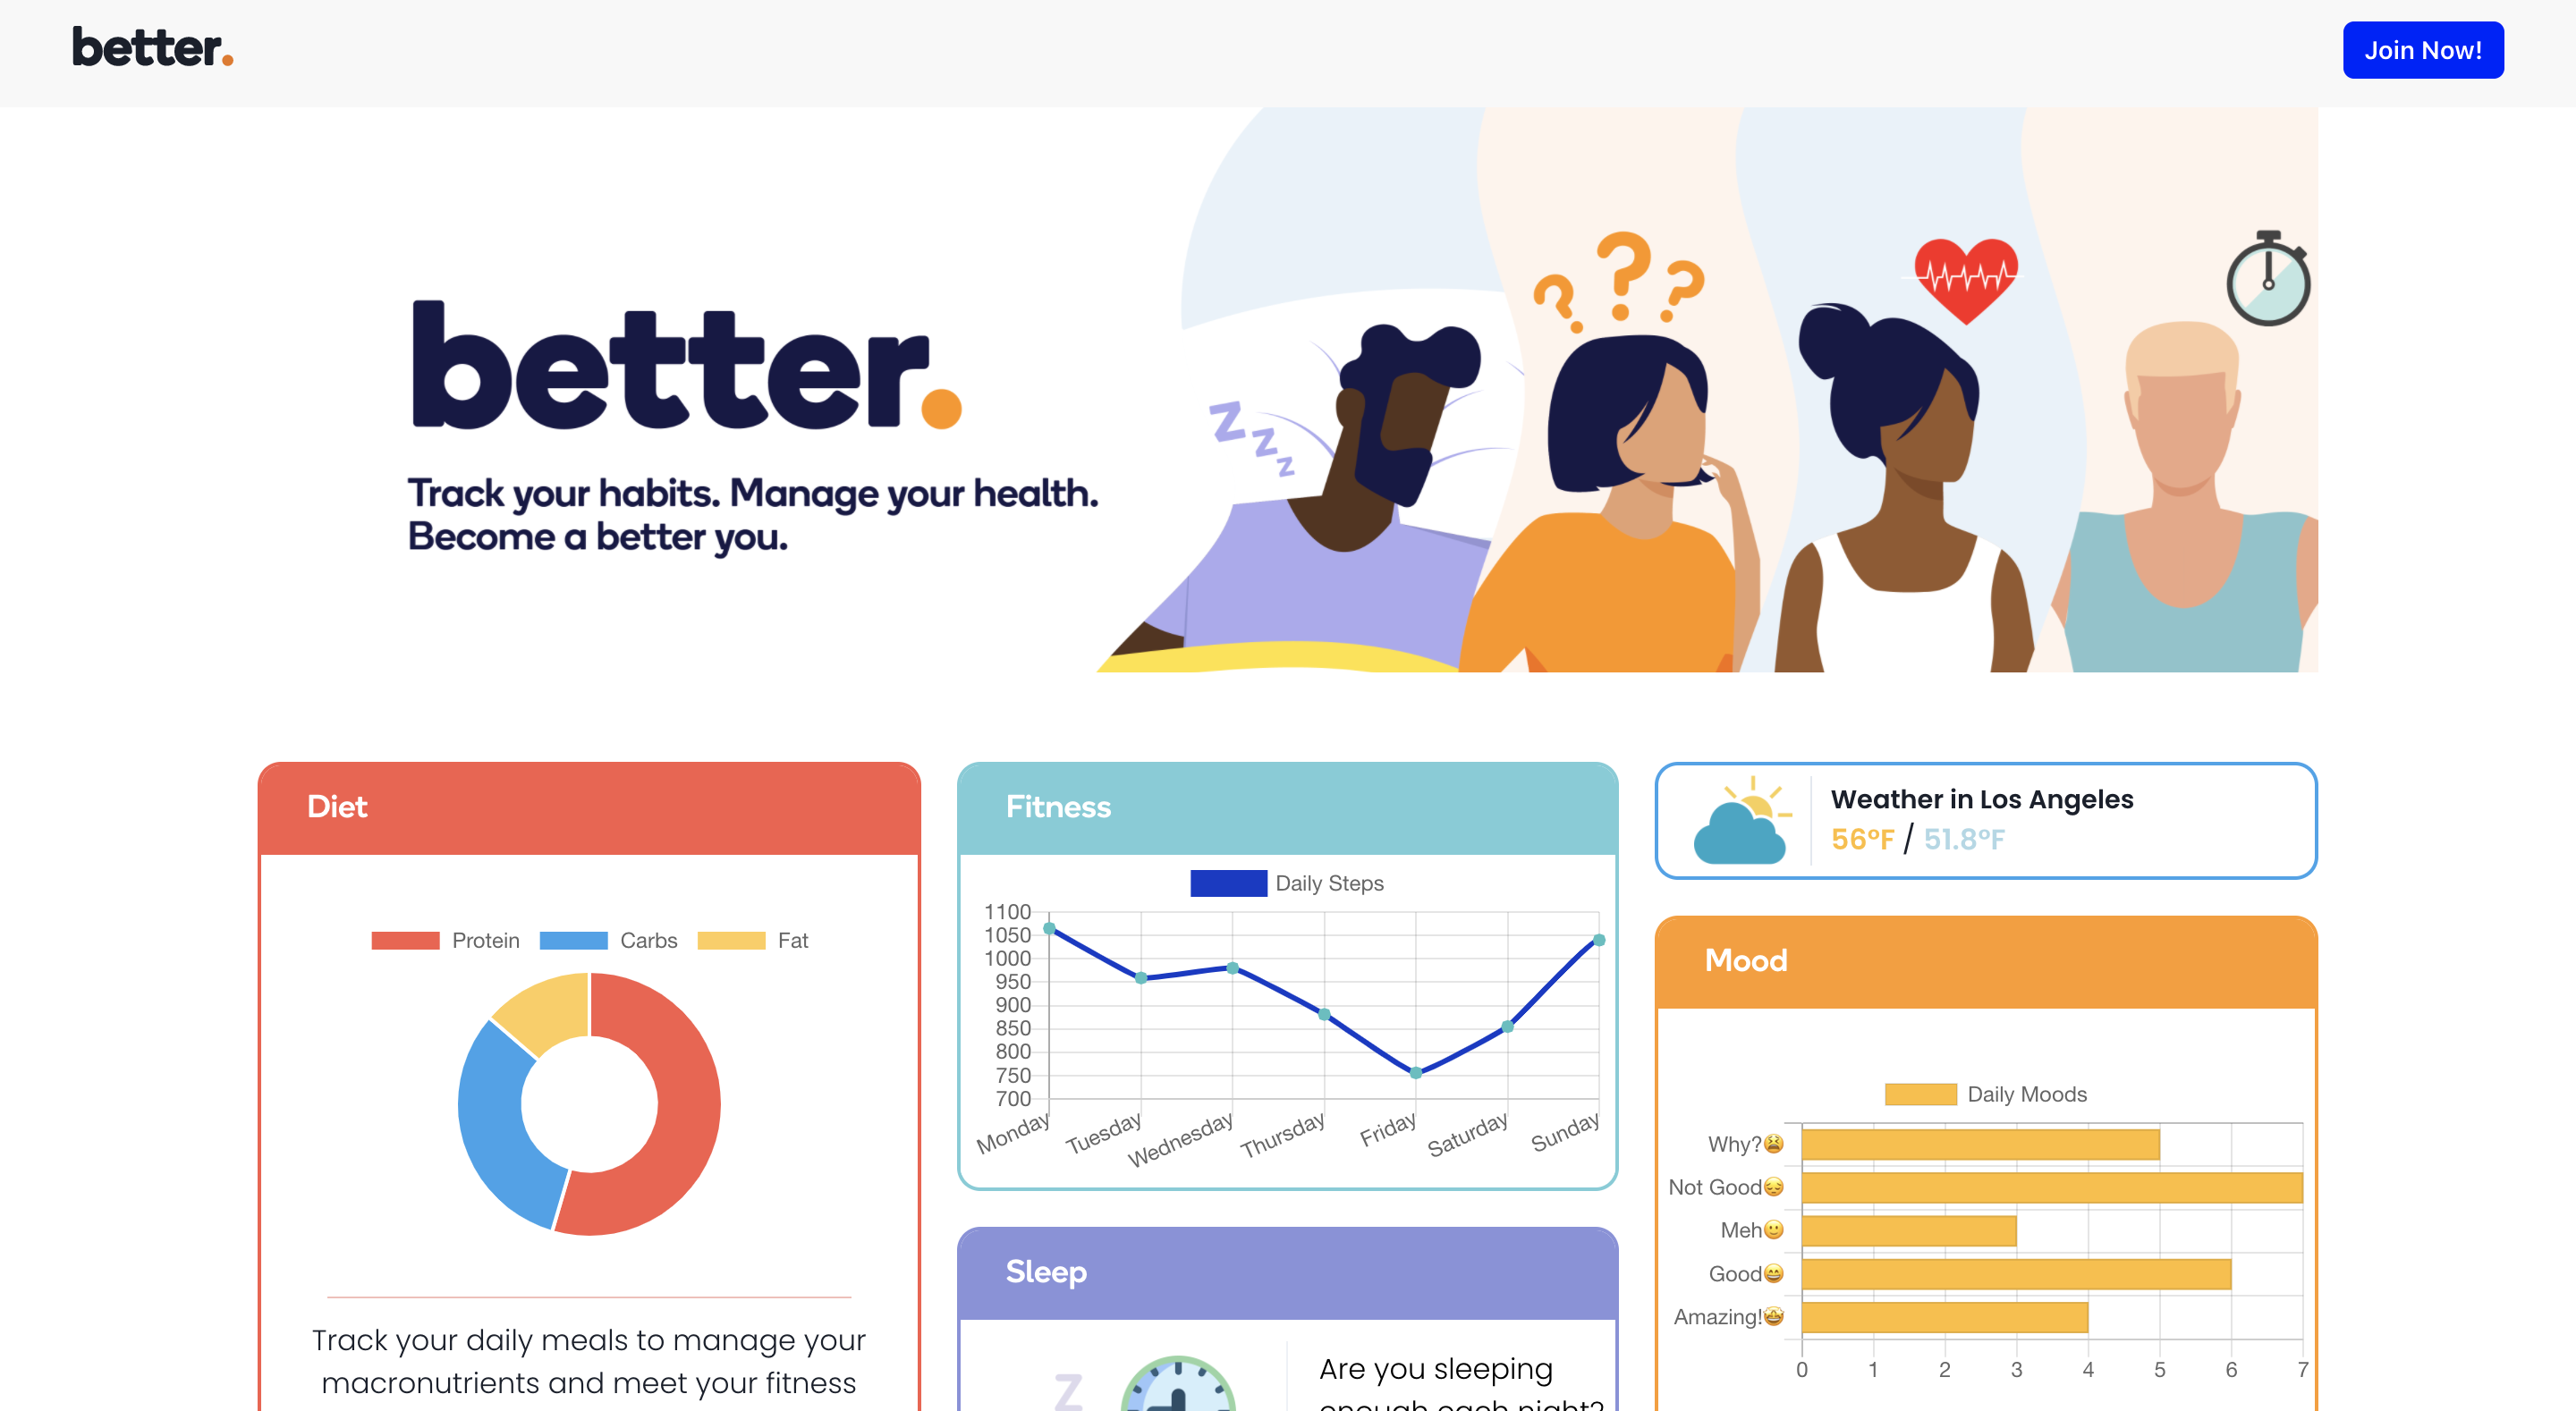 better.
Join Now!
better.
Track your habits. Manage your health.
Become a better you.
z
z
z
? ? ?
Diet
Protein Carbs Fat
Track your daily meals to manage your
macronutrients and meet your fitness
Fitness
Daily Steps
1100
1050
1000
950
900
850
800
750
700
Monday Tuesday Wednesday Thursday Friday Saturday Sunday
Sleep
Z
Are you sleeping
enough each night?
Weather in Los Angeles
56°F / 51.8°F
Mood
Daily Moods
Why?😫
Not Good😔
Meh🙂
Good😄
Amazing!🤩
0 1 2 3 4 5 6 7